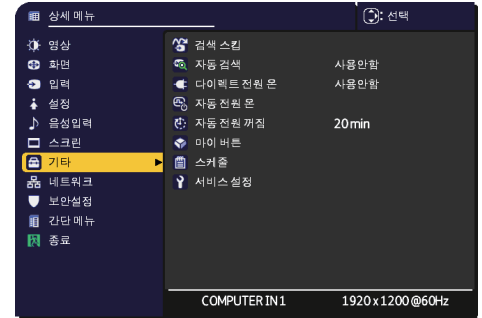 상세 메뉴
: 선택
영상
화면
입력
설정
음성입력
스크린
기타
네트워크
보안설정
간단 메뉴
종료
검색 스킵
자동 검색 사용안함
다이렉트 전원 온 사용안함
자동 전원 온
자동 전원 꺼짐 20 min
마이 버튼
스케줄
서비스 설정
COMPUTER IN 1 1920 x 1200 @60Hz